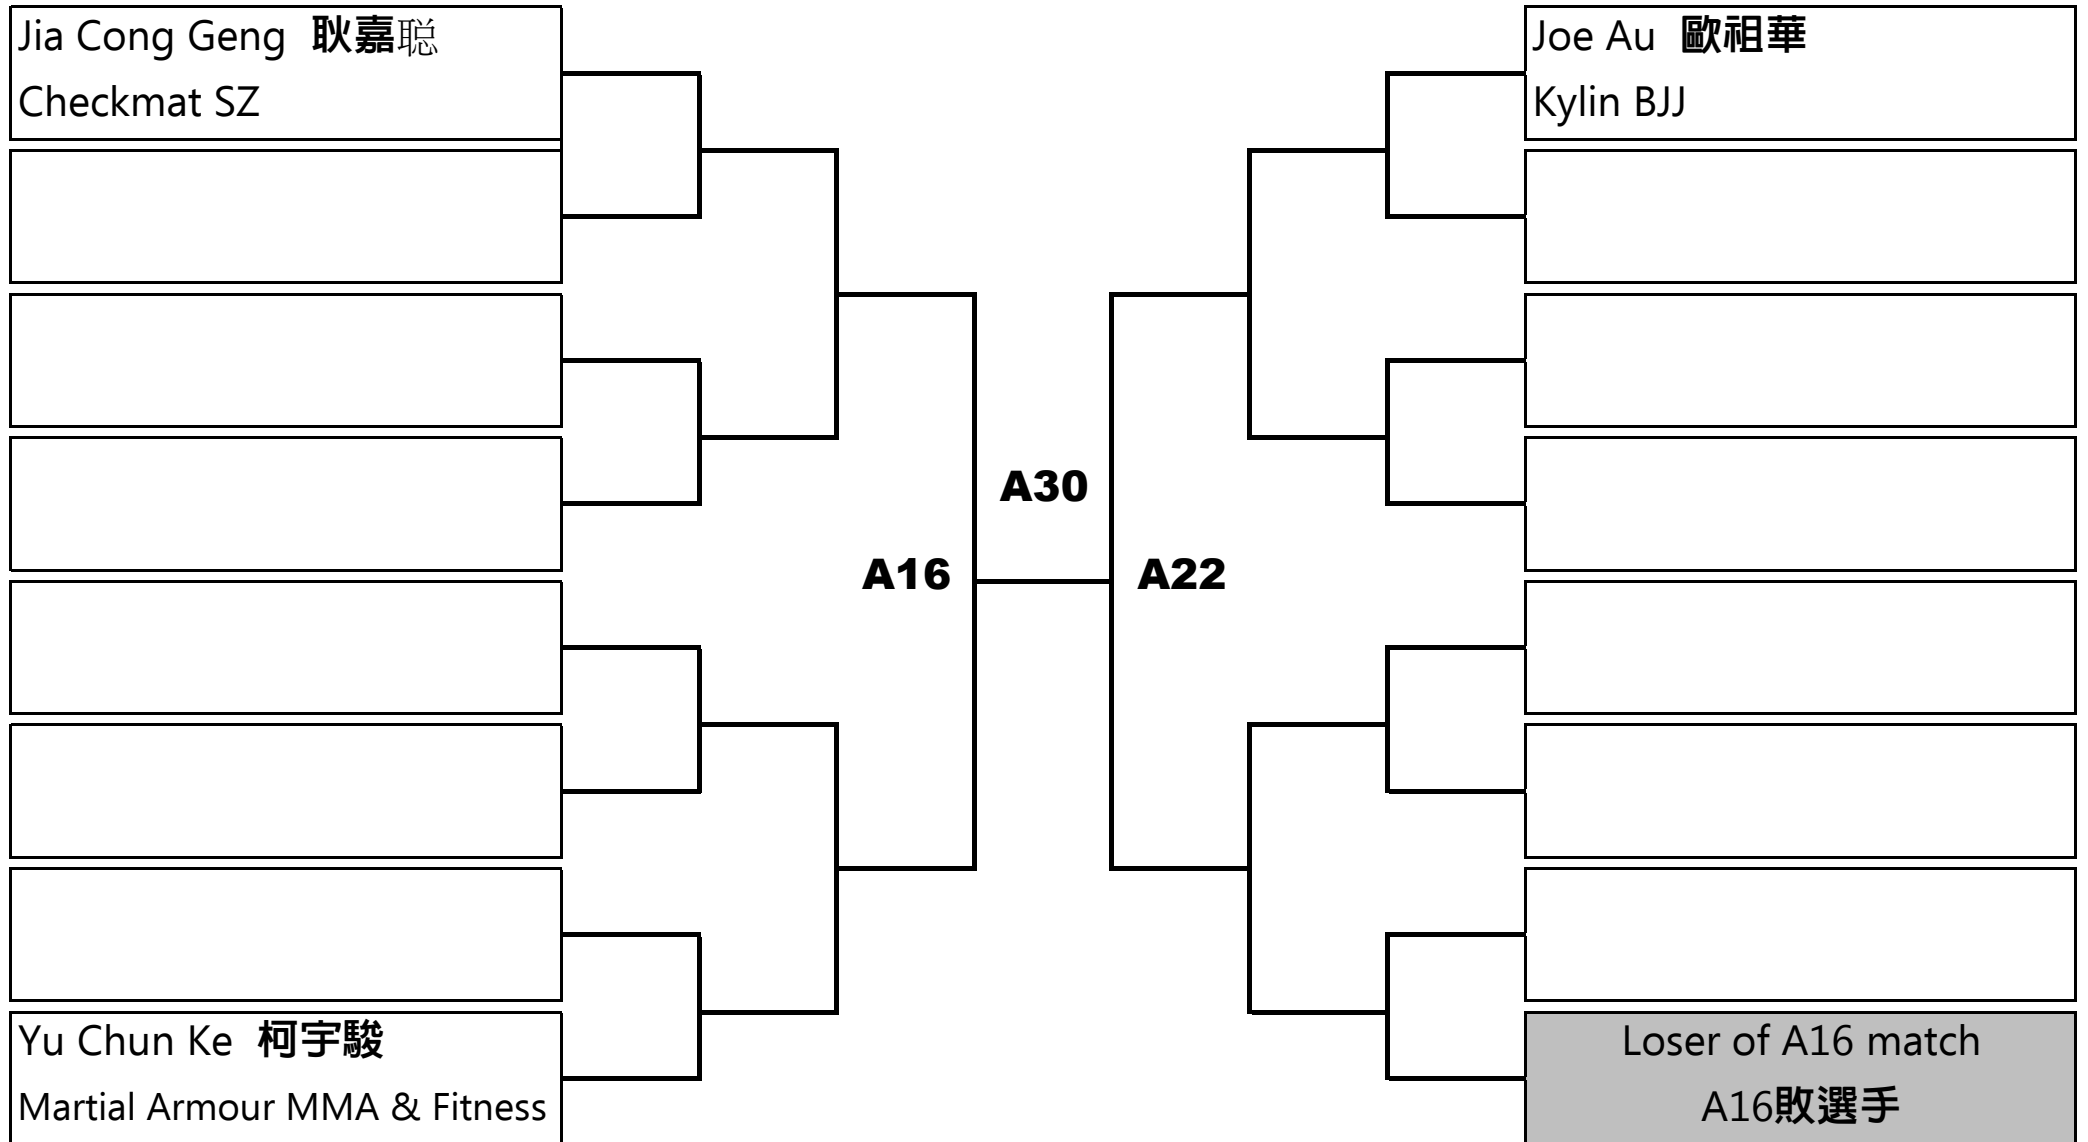 Jia Cong Geng 耿嘉聪
Checkmat SZ
Joe Au 歐祖華
Kylin BJJ
A30
A16
A22
Yu Chun Ke 柯宇駿
Martial Armour MMA & Fitness
Loser of A16 match
A16敗選手